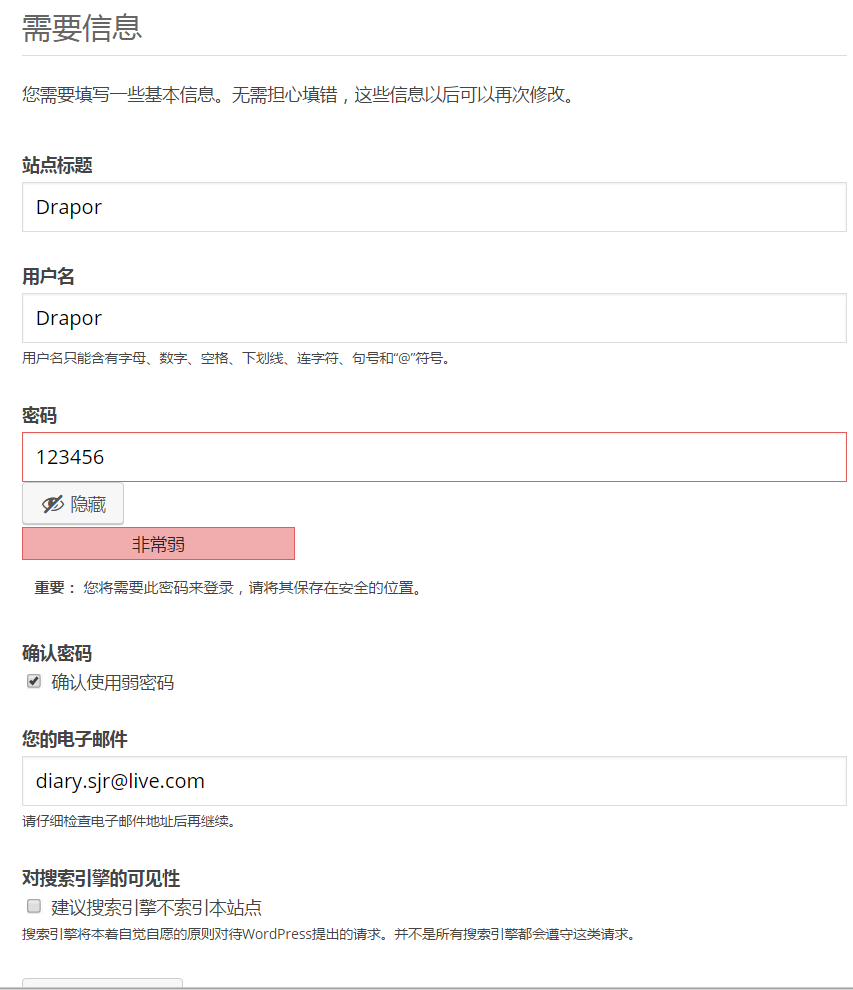 需要信息
您需要填写一些基本信息。无需担心填错，这些信息以后可以再次修改。
站点标题
Drapor
用户名
Drapor
用户名只能含有字母、数字、空格、下划线、连字符、句号和“@”符号。
密码
123456
隐藏
非常弱
重要： 您将需要此密码来登录，请将其保存在安全的位置。
确认密码
确认使用弱密码
您的电子邮件
diary.sjr@live.com
请仔细检查电子邮件地址后再继续。
对搜索引擎的可见性
建议搜索引擎不索引本站点
搜索引擎将本着自觉自愿的原则对待WordPress提出的请求。并不是所有搜索引擎都会遵守这类请求。